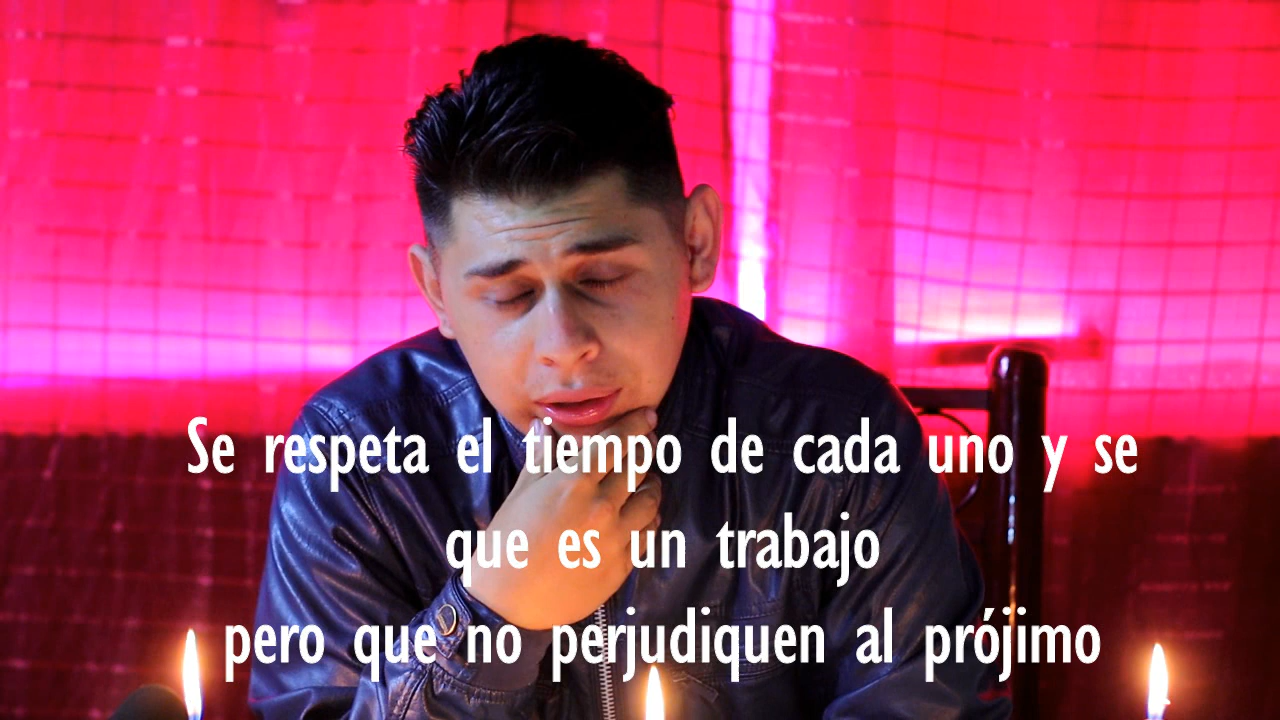 Se respeta el tiempo de cada uno y se
que es un trabajo
pero que no perjudiquen al prójimo